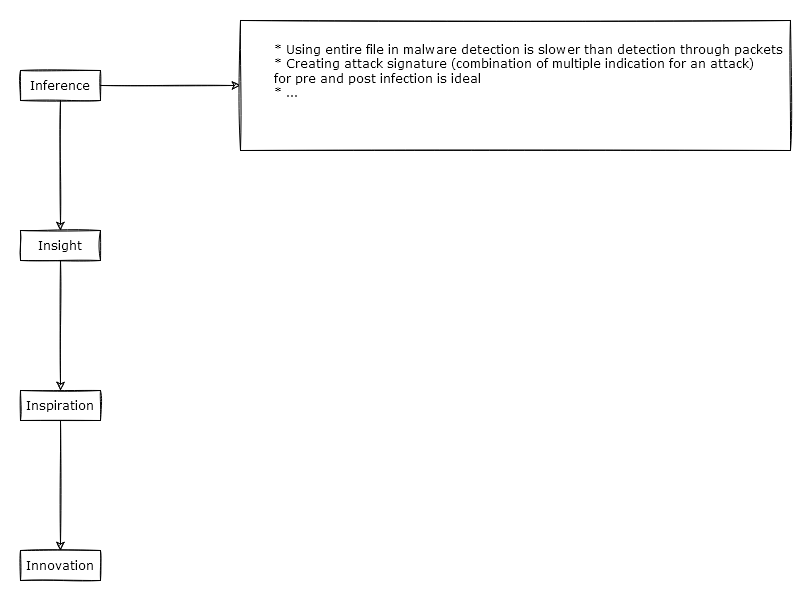 * Using entire file in malware detection is slower than detection through packets
* Creating attack signature (combination of multiple indication for an attack)
for pre and post infection is ideal
* ...
Inference
Insight
Inspiration
Innovation